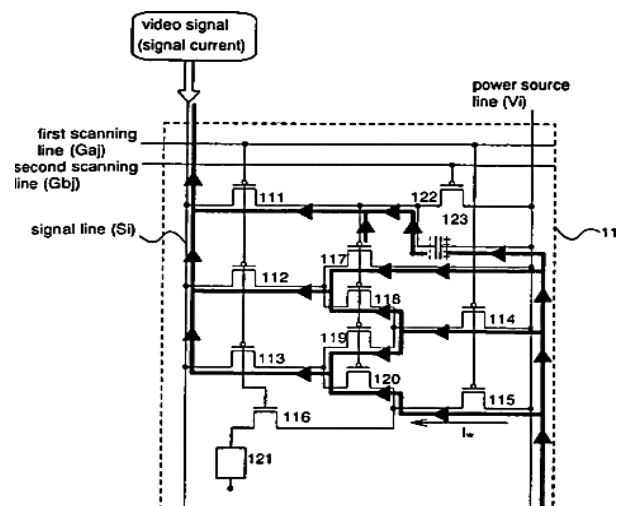 video signal
(signal current)
power source
line (Vi)
first scanning
line (Gaj)
second scanning
line (Gbj)
111
122
123
signal line (Si)
11
117
112
118
119
114
113
120
115
116
Iw
121